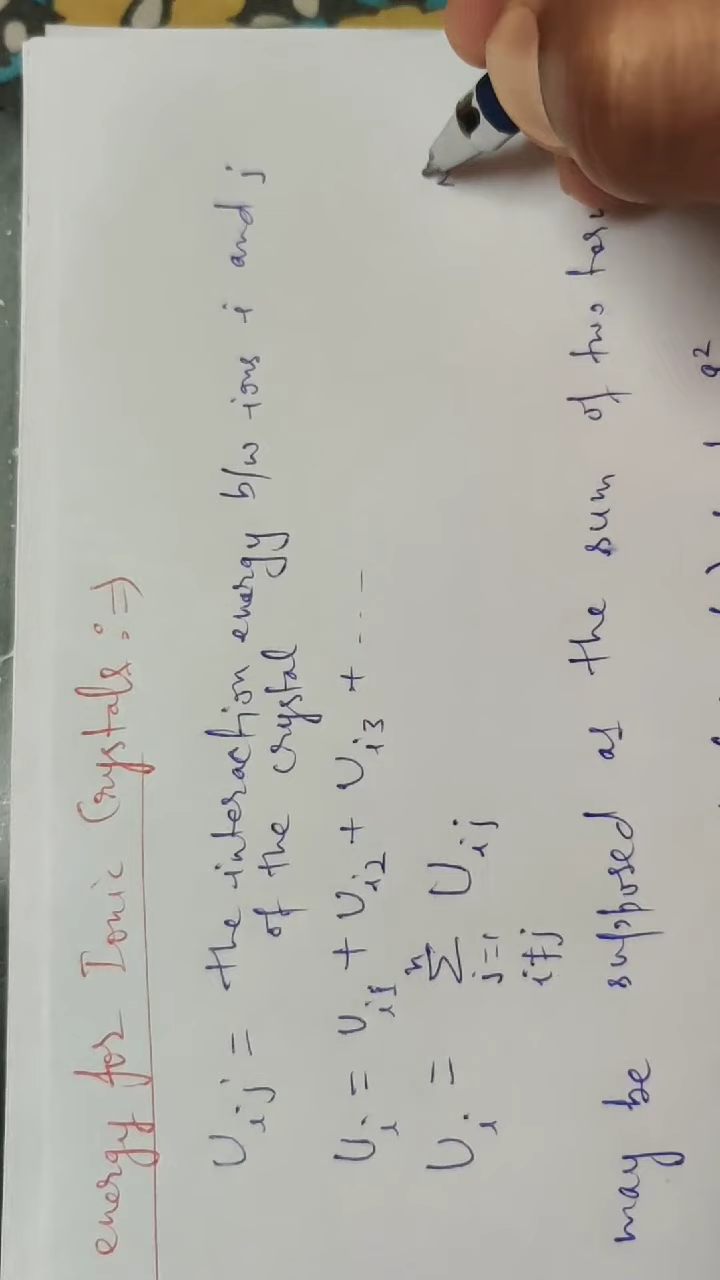 energy for Ionic Crystals :⇒
Uij = the interaction energy b/w ions i and j
of the crystal
Ui = Ui1 + Ui2 + Ui3 + ----
Ui = n∑j=1 i≠j Uij
may be supposed as the sum of two